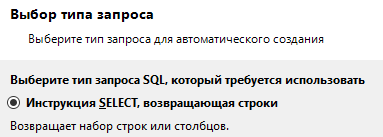 Выбор типа запроса
Выберите тип запроса для автоматического создания
Выберите тип запроса SQL, который требуется использовать
Инструкция SELECT, возвращающая строки
Возвращает набор строк или столбцов.